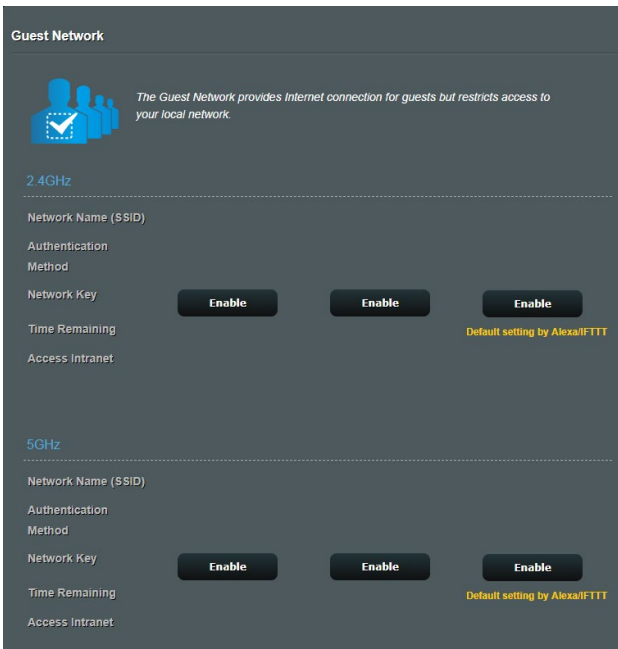 Guest Network
The Guest Network provides Internet connection for guests but restricts access to
your local network.
2.4GHz
Network Name (SSID)
Authentication
Method
Network Key
Enable Enable Enable
Time Remaining
Default setting by Alexa/IFTTT
Access Intranet
5GHz
Network Name (SSID)
Authentication
Method
Network Key
Enable Enable Enable
Time Remaining
Default setting by Alexa/IFTTT
Access Intranet